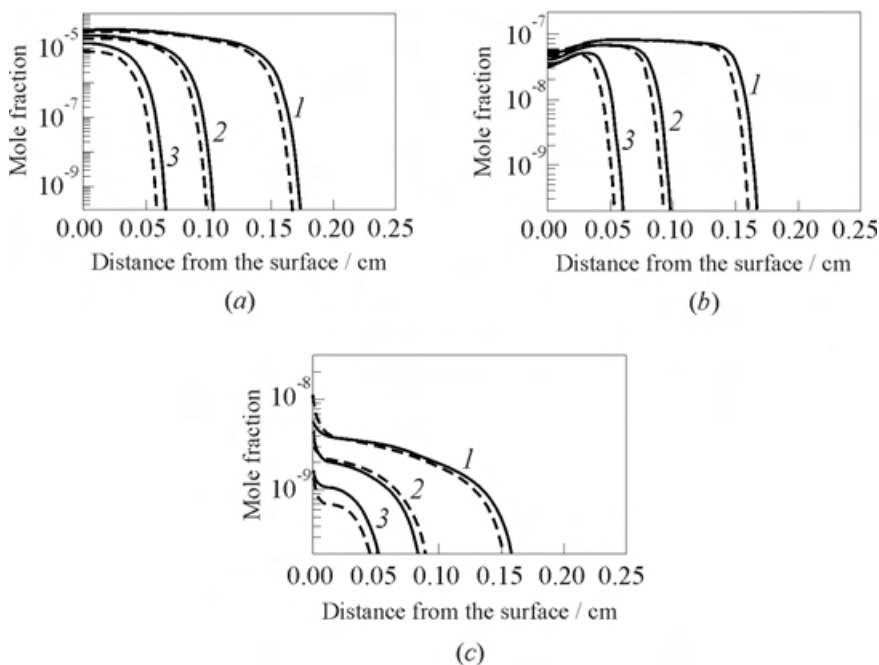 Mole fraction
10^-5
10^-7
10^-9
1
2
3
0.00 0.05 0.10 0.15 0.20 0.25
Distance from the surface / cm
(a)
Mole fraction
10^-7
10^-8
10^-9
1
2
3
0.00 0.05 0.10 0.15 0.20 0.25
Distance from the surface / cm
(b)
Mole fraction
10^-8
10^-9
1
2
3
0.00 0.05 0.10 0.15 0.20 0.25
Distance from the surface / cm
(c)